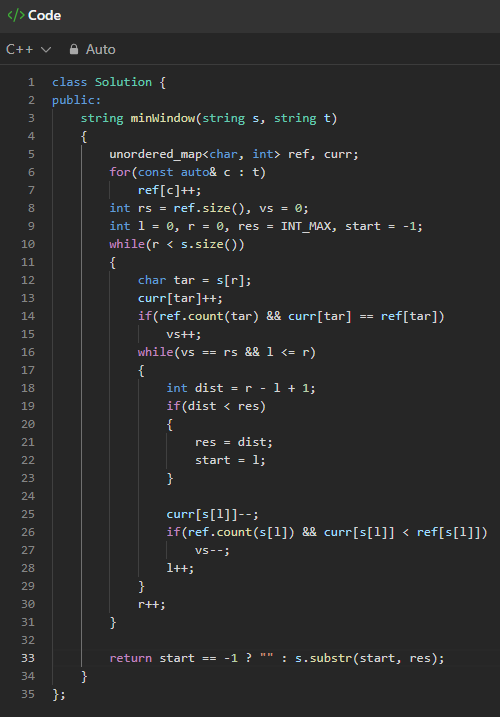 </> Code
C++ Auto
1 class Solution {
2 public:
3     string minWindow(string s, string t)
4     {
5         unordered_map<char, int> ref, curr;
6         for(const auto& c : t)
7             ref[c]++;
8         int rs = ref.size(), vs = 0;
9         int l = 0, r = 0, res = INT_MAX, start = -1;
10         while(r < s.size())
11         {
12             char tar = s[r];
13             curr[tar]++;
14             if(ref.count(tar) && curr[tar] == ref[tar])
15                 vs++;
16             while(vs == rs && l <= r)
17             {
18                 int dist = r - l + 1;
19                 if(dist < res)
20                 {
21                     res = dist;
22                     start = l;
23                 }
24
25                 curr[s[l]]--;
26                 if(ref.count(s[l]) && curr[s[l]] < ref[s[l]])
27                     vs--;
28                 l++;
29             }
30             r++;
31         }
32
33         return start == -1 ? "" : s.substr(start, res);
34     }
35 };